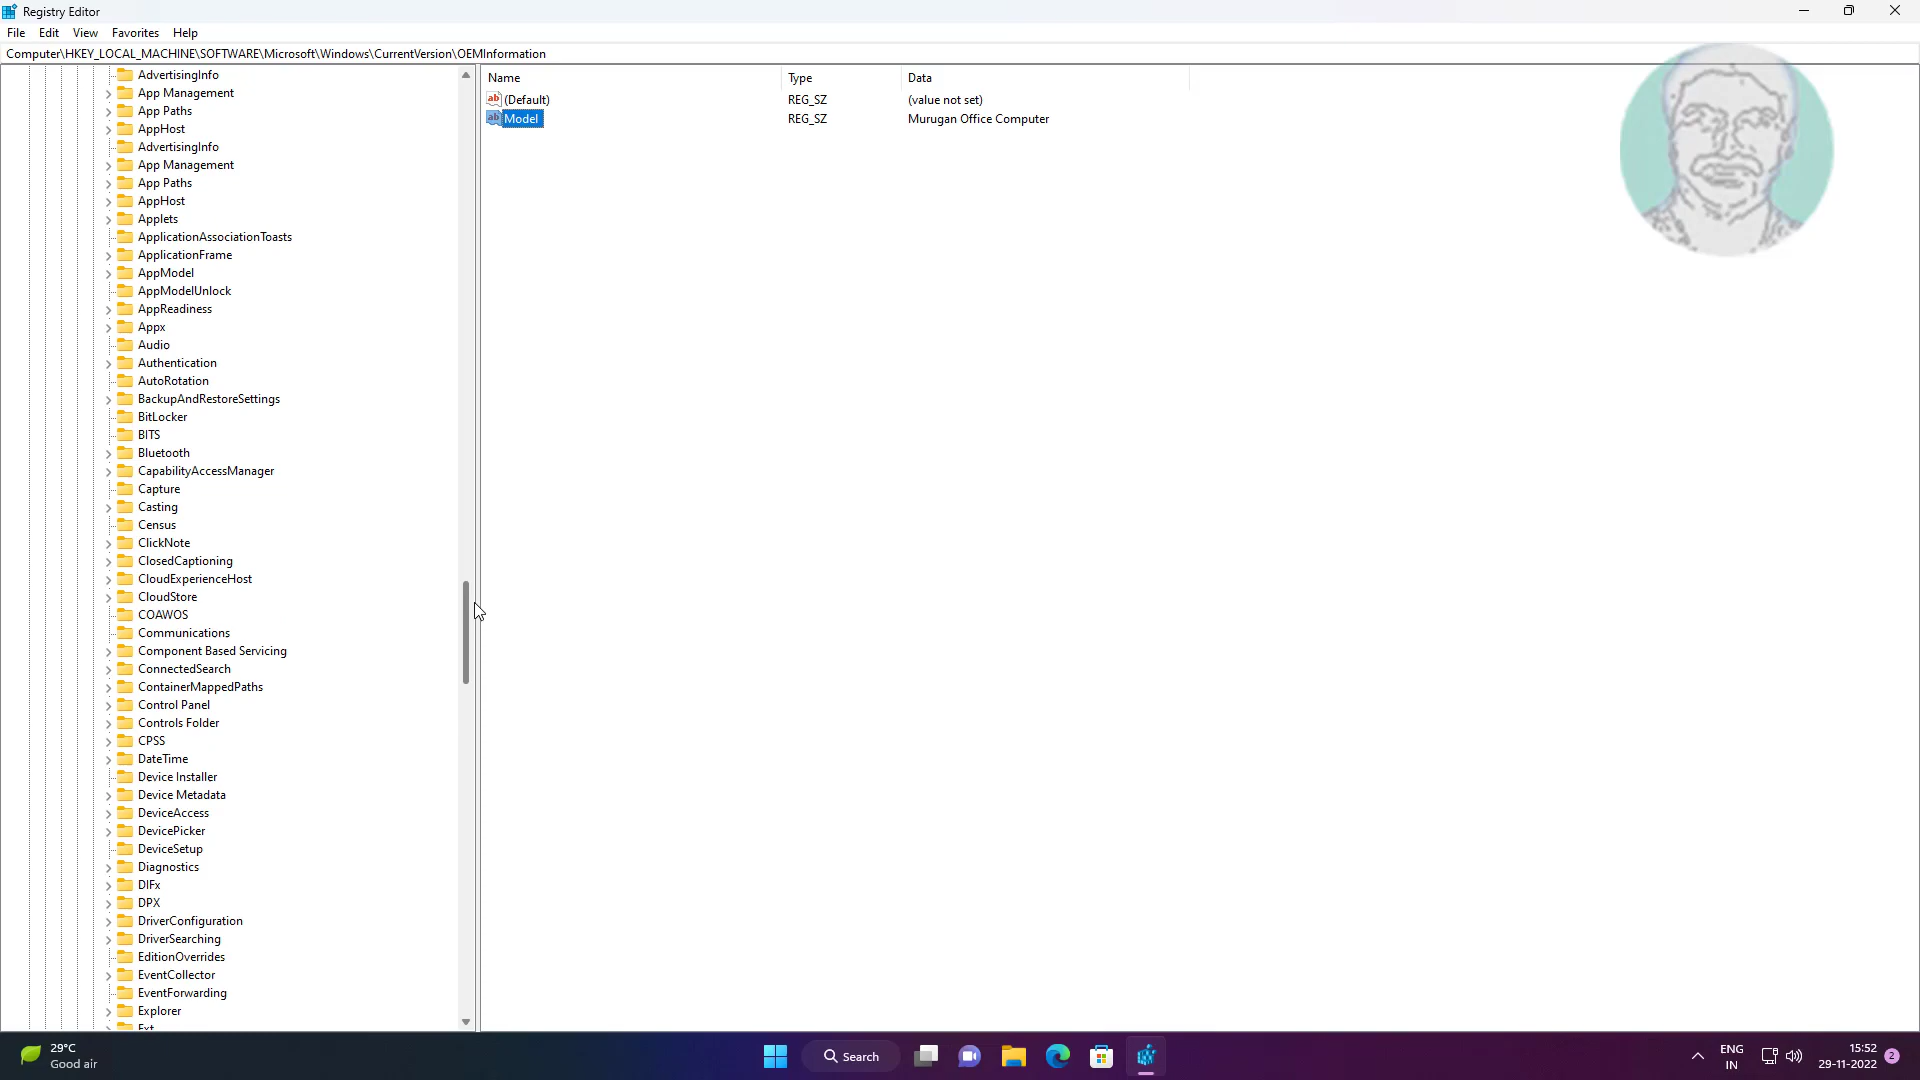 Registry Editor
File Edit View Favorites Help
Computer\HKEY_LOCAL_MACHINE\SOFTWARE\Microsoft\Windows\CurrentVersion\OEMInformation
AdvertisingInfo
App Management
App Paths
AppHost
AdvertisingInfo
App Management
App Paths
AppHost
Applets
ApplicationAssociationToasts
ApplicationFrame
AppModel
AppModelUnlock
AppReadiness
Appx
Audio
Authentication
AutoRotation
BackupAndRestoreSettings
BitLocker
BITS
Bluetooth
CapabilityAccessManager
Capture
Casting
Census
ClickNote
ClosedCaptioning
CloudExperienceHost
CloudStore
COAWOS
Communications
Component Based Servicing
ConnectedSearch
ContainerMappedPaths
Control Panel
Controls Folder
CPSS
DateTime
Device Installer
Device Metadata
DeviceAccess
DevicePicker
DeviceSetup
Diagnostics
DIFx
DPX
DriverConfiguration
DriverSearching
EditionOverrides
EventCollector
EventForwarding
Explorer
Ext
Name Type Data
ab (Default) REG_SZ (value not set)
ab Model REG_SZ Murugan Office Computer
29°C
Good air
Search
ENG
IN
15:52
29-11-2022
2